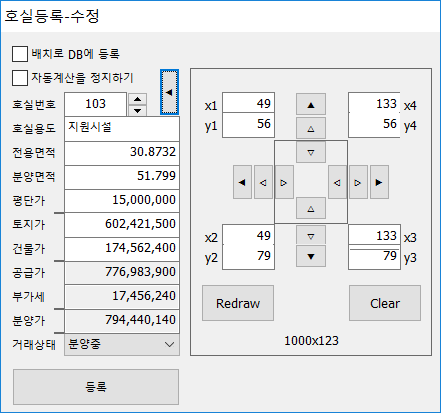 호실등록-수정
배치로 DB에 등록
자동계산을 정지하기
호실번호 103
호실용도 지원시설
전용면적 30.8732
분양면적 51.799
평단가 15,000,000
토지가 602,421,500
건물가 174,562,400
공급가 776,983,900
부가세 17,456,240
분양가 794,440,140
거래상태 분양중
등록
x1 49 133 x4
y1 56 56 y4
x2 49 133 x3
y2 79 79 y3
Redraw Clear
1000x123